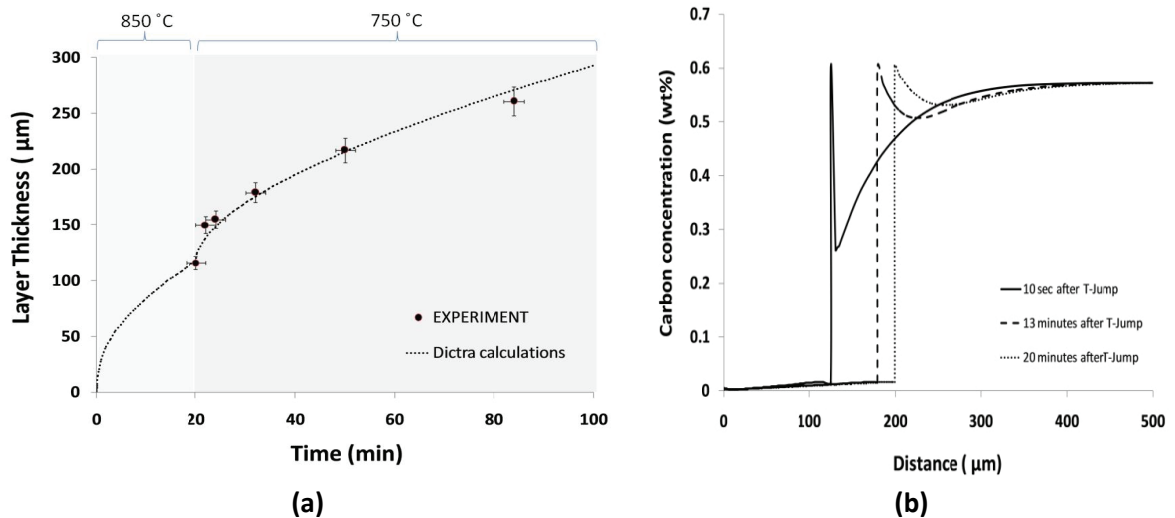 (a)
850 ˚C
750 ˚C
Layer Thickness ( µm)
300
250
200
150
100
50
0
EXPERIMENT
Dictra calculations
0
20
40
60
80
100
Time (min)
(b)
Carbon concentration (wt%)
0.7
0.6
0.5
0.4
0.3
0.2
0.1
0
10 sec after T-Jump
13 minutes after T-Jump
20 minutes afterT-Jump
0
100
200
300
400
500
Distance ( µm)